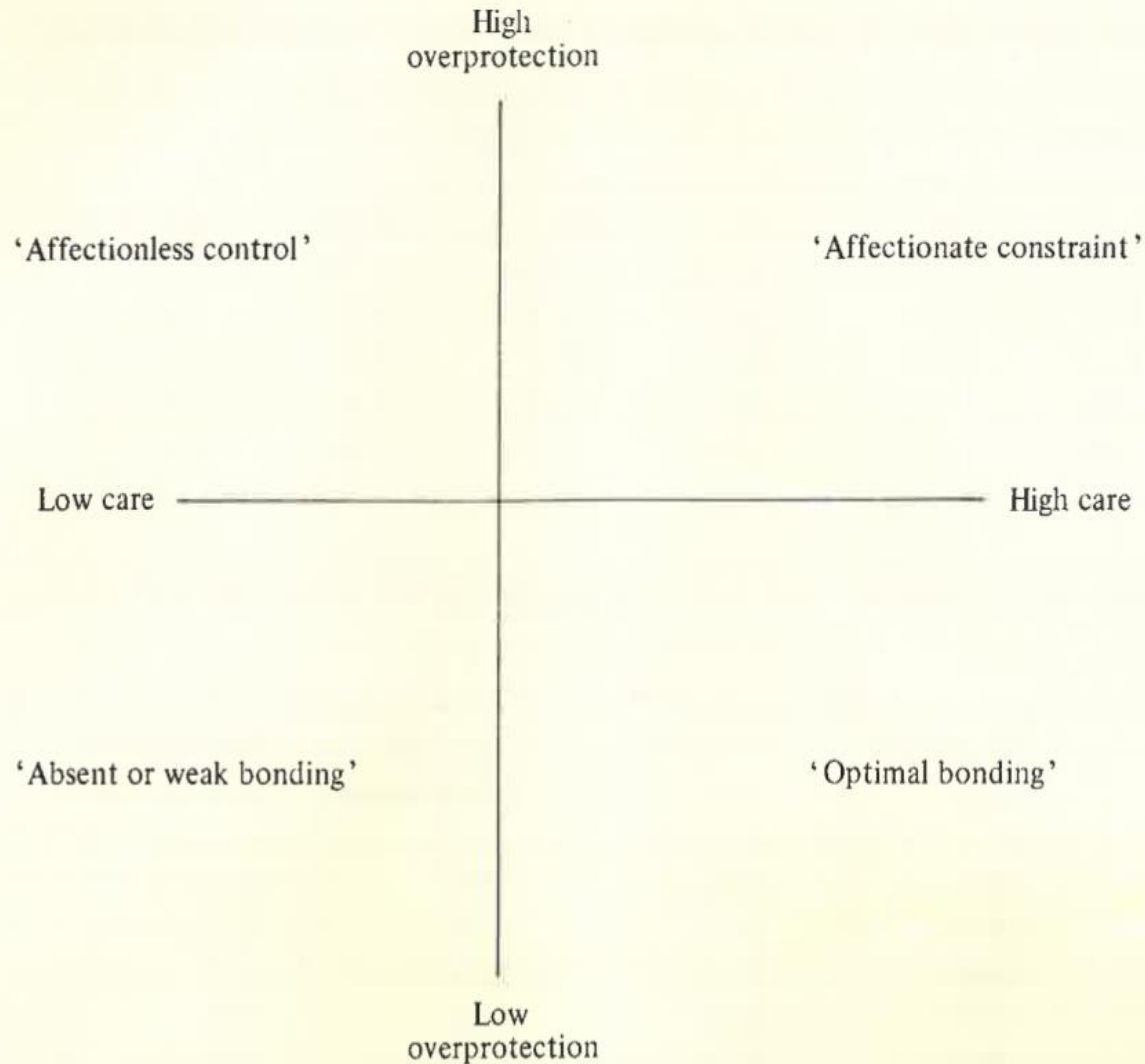 High
overprotection
'Affectionless control'
'Affectionate constraint'
Low care
High care
'Absent or weak bonding'
'Optimal bonding'
Low
overprotection